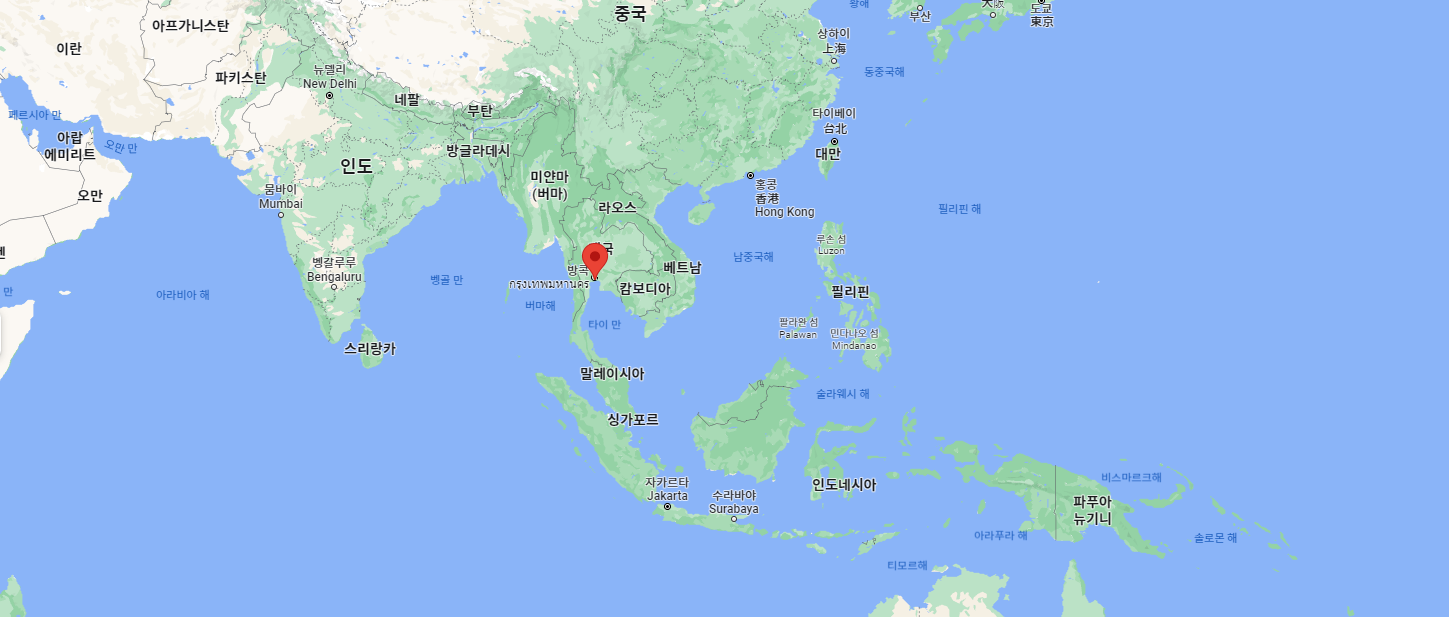 황해
大阪
도쿄
東京
부산
중국
아프가니스탄
상하이
上海
이란
뉴델리
New Delhi
파키스탄
동중국해
네팔
부탄
페르시아 만
타이베이
台北
아랍
에미리트
오만 만
방글라데시
대만
인도
미얀마
(버마)
홍콩
香港
Hong Kong
뭄바이
Mumbai
오만
라오스
필리핀 해
루손 섬
Luzon
국
남중국해
벵갈루루
Bengaluru
베트남
방콕
กรุงเทพมหานคร
벵골 만
캄보디아
만
아라비아 해
필리핀
버마해
타이 만
팔라완 섬
Palawan
민다나오 섬
Mindanao
스리랑카
말레이시아
술라웨시 해
싱가포르
비스마르크해
자카르타
Jakarta
수라바야
Surabaya
인도네시아
파푸아
뉴기니
아라푸라 해
솔로몬 해
티모르해